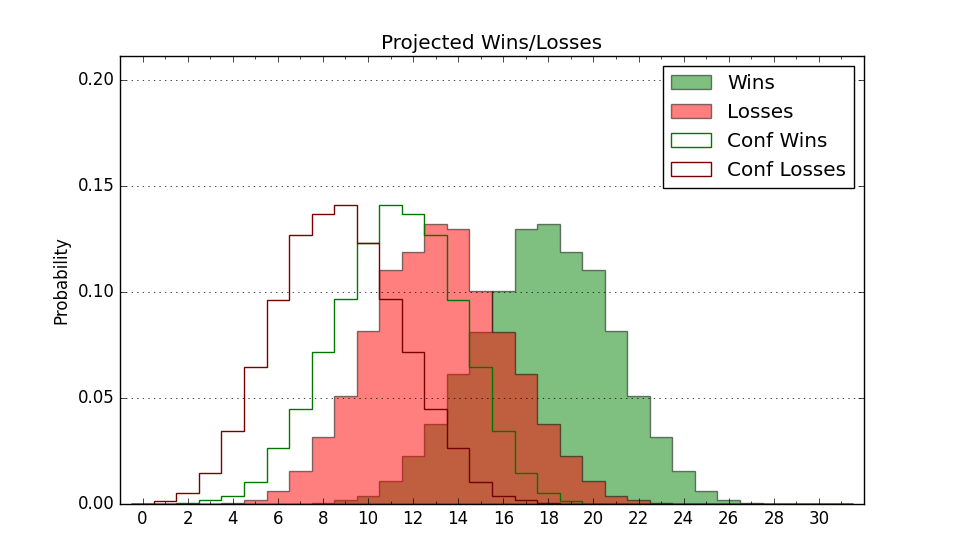 Projected Wins/Losses
Probability
0.20
0.15
0.10
0.05
0.00
0 2 4 6 8 10 12 14 16 18 20 22 24 26 28 30
Wins
Losses
Conf Wins
Conf Losses